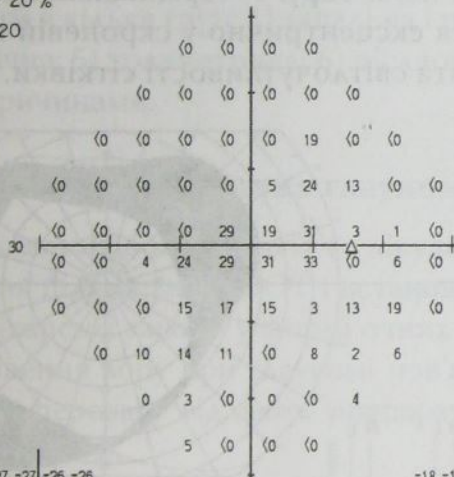 20 %
20
⟨0 ⟨0 ⟨0 ⟨0
⟨0 ⟨0 ⟨0 ⟨0 ⟨0 ⟨0
⟨0 ⟨0 ⟨0 ⟨0 ⟨0 19 ⟨0 ⟨0
⟨0 ⟨0 ⟨0 ⟨0 ⟨0 5 24 13 ⟨0 ⟨0
⟨0 ⟨0 ⟨0 ⟨0 29 19 31 3 1 ⟨0
30
⟨0 ⟨0 4 24 29 31 33 ⟨0 6 ⟨0
⟨0 ⟨0 ⟨0 15 17 15 3 13 19 ⟨0
⟨0 10 14 11 ⟨0 8 2 6
0 3 ⟨0 0 ⟨0 4
5 ⟨0 ⟨0 ⟨0
-27 -26 -26